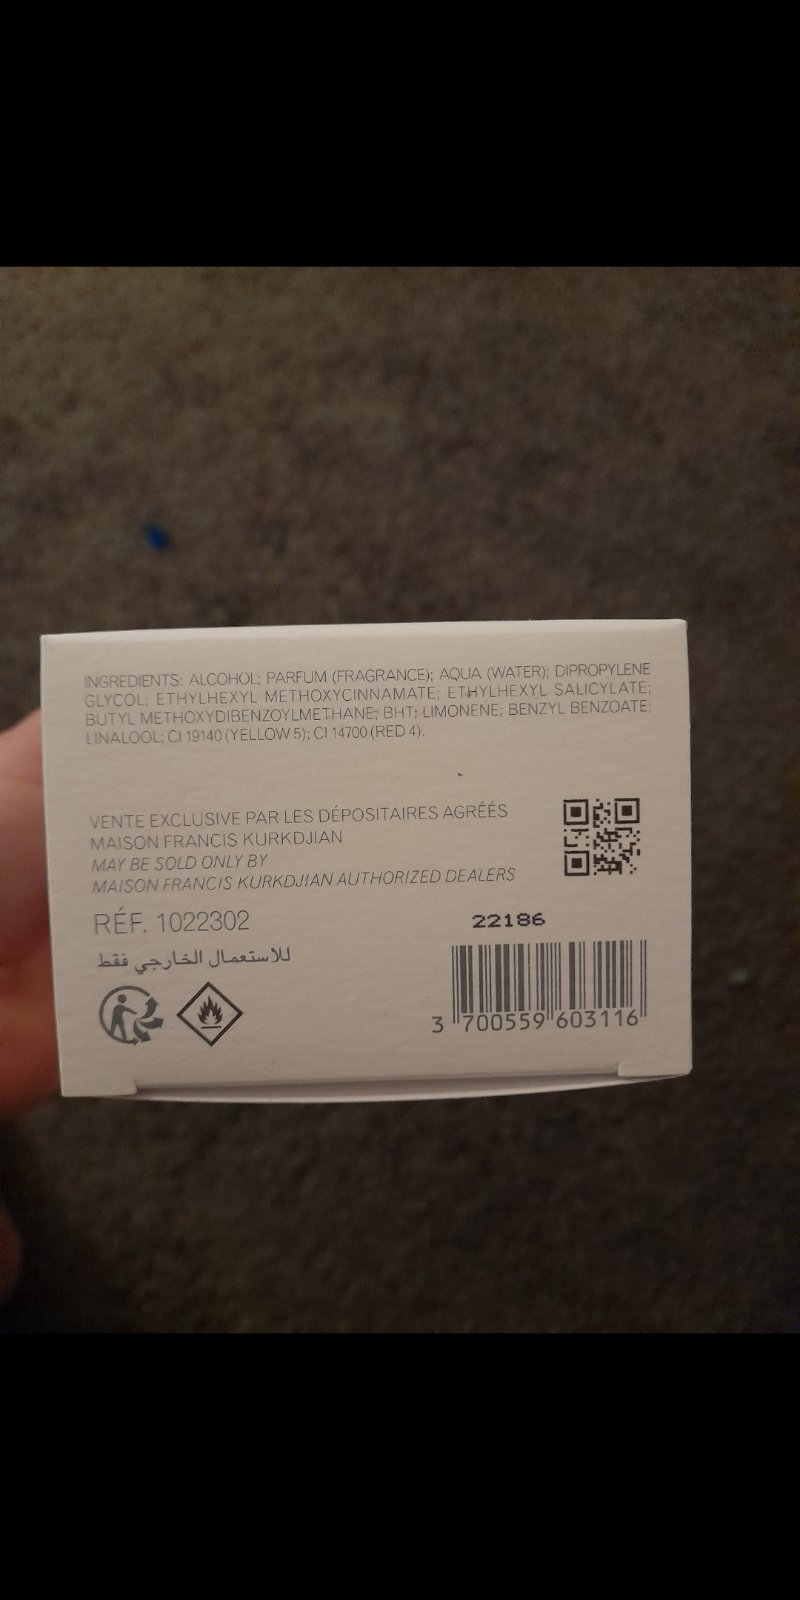 INGREDIENTS: ALCOHOL; PARFUM (FRAGRANCE); AQUA (WATER); DIPROPYLENE
GLYCOL; ETHYLHEXYL METHOXYCINNAMATE; ETHYLHEXYL SALICYLATE;
BUTYL METHOXYDIBENZOYLMETHANE; BHT; LIMONENE; BENZYL BENZOATE;
LINALOOL; CI 19140 (YELLOW 5); CI 14700 (RED 4).
VENTE EXCLUSIVE PAR LES DÉPOSITAIRES AGRÉÉS
MAISON FRANCIS KURKDJIAN
MAY BE SOLD ONLY BY
MAISON FRANCIS KURKDJIAN AUTHORIZED DEALERS
RÉF. 1022302
22186
للاستعمال الخارجي فقط
3 700559 603116